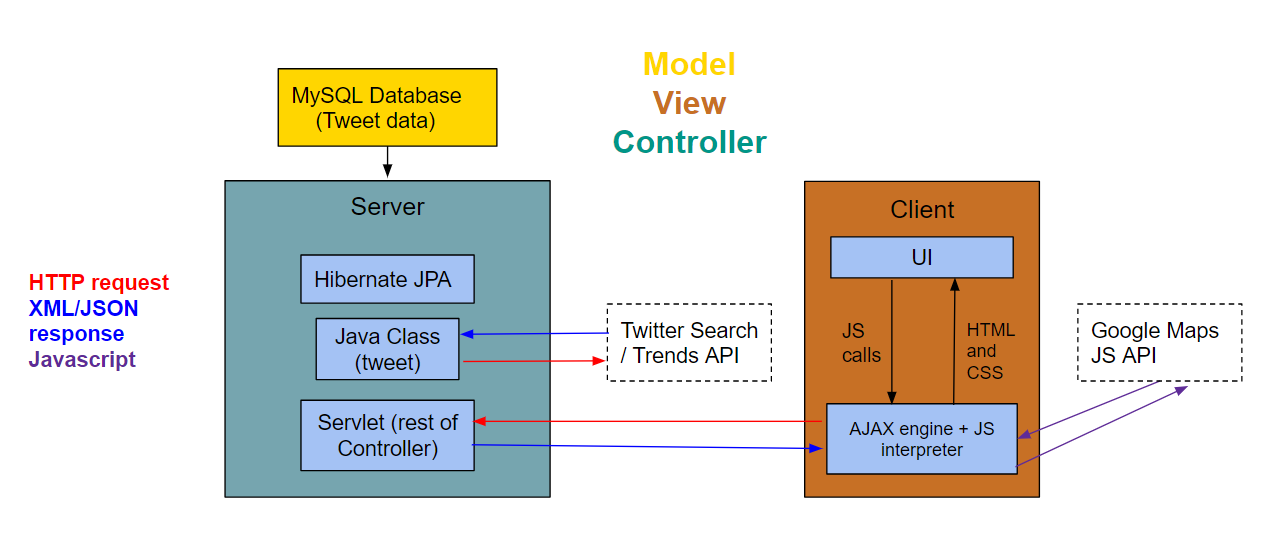 Model
View
Controller
MySQL Database
(Tweet data)
Server
Hibernate JPA
Java Class
(tweet)
Servlet (rest of
Controller)
HTTP request
XML/JSON
response
Javascript
Twitter Search
/ Trends API
Client
UI
JS
calls
HTML
and
CSS
AJAX engine + JS
interpreter
Google Maps
JS API